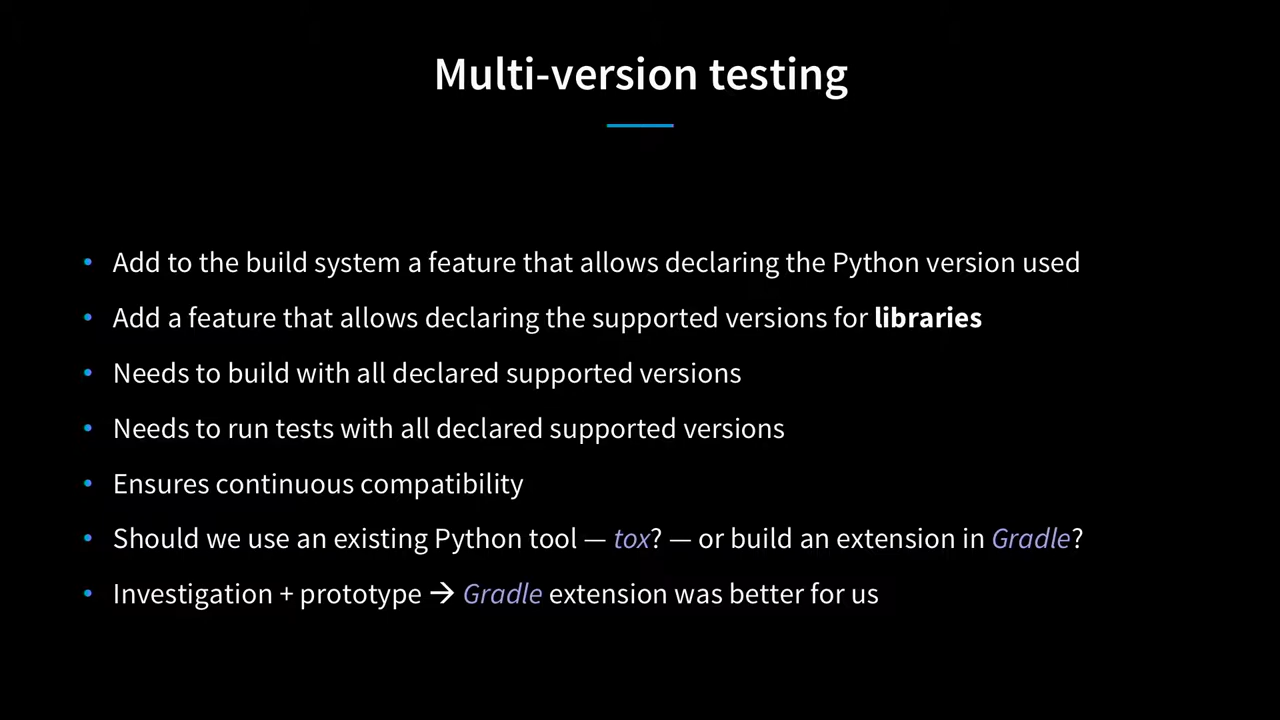 Multi-version testing
• Add to the build system a feature that allows declaring the Python version used
• Add a feature that allows declaring the supported versions for libraries
• Needs to build with all declared supported versions
• Needs to run tests with all declared supported versions
• Ensures continuous compatibility
• Should we use an existing Python tool — tox? — or build an extension in Gradle?
• Investigation + prototype → Gradle extension was better for us